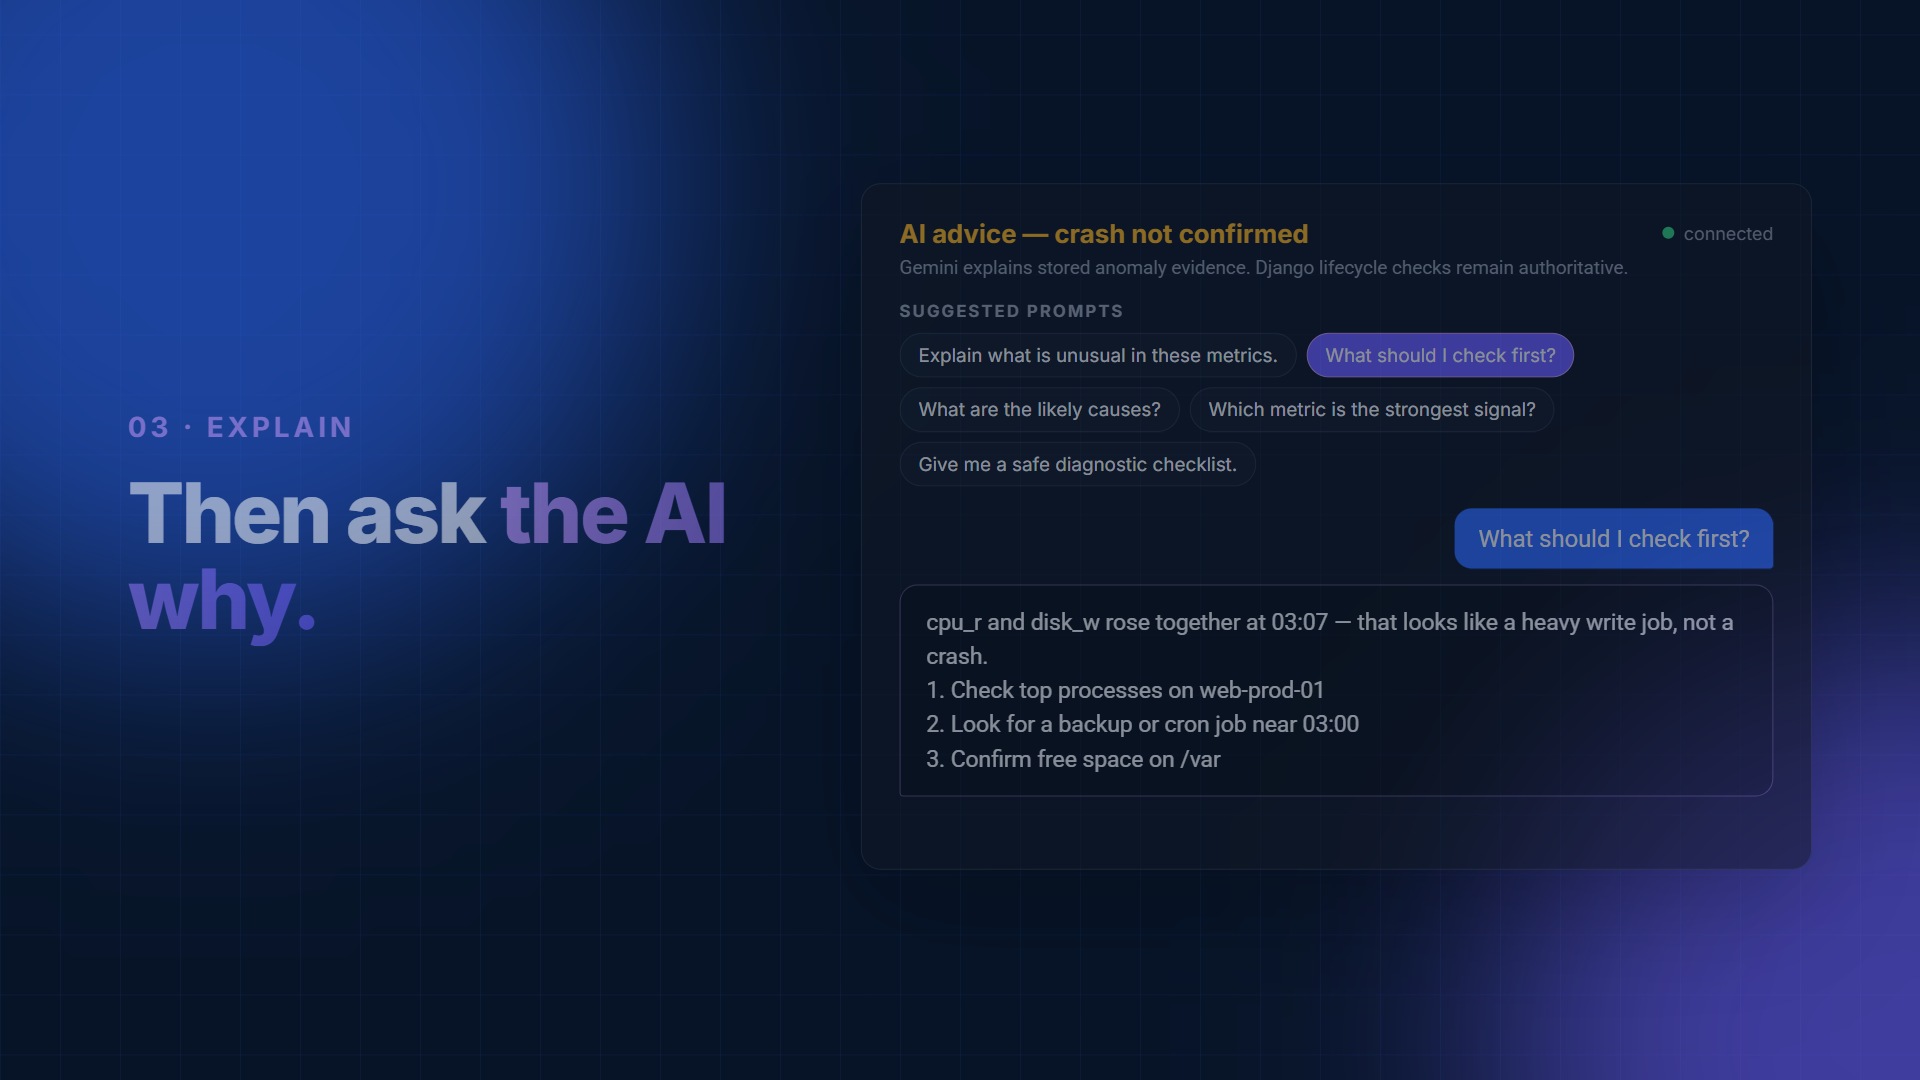 03 · EXPLAIN
Then ask the AI
why.
AI advice — crash not confirmed
connected
Gemini explains stored anomaly evidence. Django lifecycle checks remain authoritative.
SUGGESTED PROMPTS
Explain what is unusual in these metrics.
What should I check first?
What are the likely causes?
Which metric is the strongest signal?
Give me a safe diagnostic checklist.
What should I check first?
cpu_r and disk_w rose together at 03:07 — that looks like a heavy write job, not a
crash.
1. Check top processes on web-prod-01
2. Look for a backup or cron job near 03:00
3. Confirm free space on /var